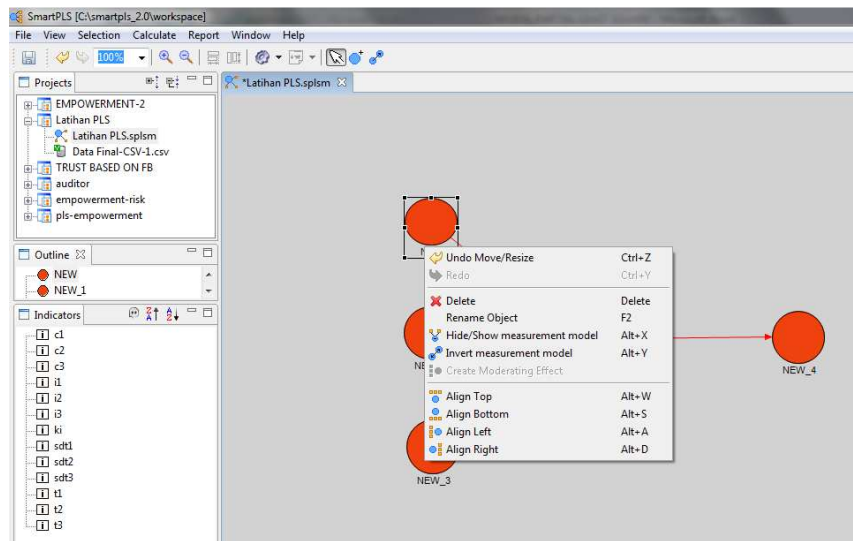 SmartPLS [C:\smartpls_2.0\workspace]
File View Selection Calculate Report Window Help
100%
Projects
*Latihan PLS.splsm
EMPOWERMENT-2
Latihan PLS
Latihan PLS.splsm
Data Final-CSV-1.csv
TRUST BASED ON FB
auditor
empowerment-risk
pls-empowerment
Outline
NEW
NEW_1
Indicators
c1
c2
c3
i1
i2
i3
ki
sdt1
sdt2
sdt3
t1
t2
t3
Undo Move/Resize Ctrl+Z
Redo Ctrl+Y
Delete Delete
Rename Object F2
Hide/Show measurement model Alt+X
Invert measurement model Alt+Y
Create Moderating Effect
Align Top Alt+W
Align Bottom Alt+S
Align Left Alt+A
Align Right Alt+D
NEW_4
NEW_3